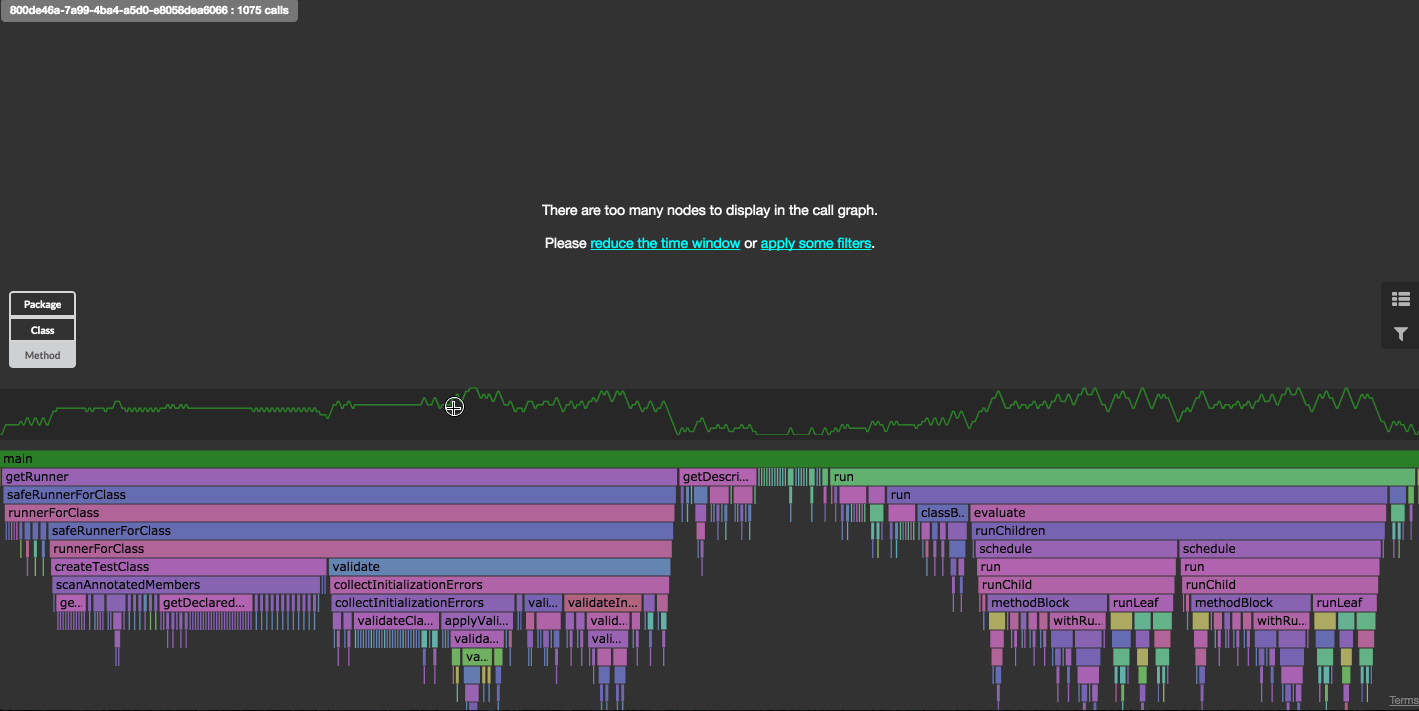 800de46a-7a99-4ba4-a5d0-e8058dea6066 : 1075 calls
There are too many nodes to display in the call graph.
Please reduce the time window or apply some filters.
Package
Class
Method
main
getRunner getDescri... run
safeRunnerForClass run
runnerForClass classB.. evaluate
safeRunnerForClass runChildren
runnerForClass schedule schedule
createTestClass validate run run
scanAnnotatedMembers collectInitializationErrors runChild runChild
ge... getDeclared... collectInitializationErrors vali... validateIn... methodBlock runLeaf methodBlock runLeaf
validateCla... applyVali... valid... withRu... withRu...
valida... vali...
va...
Terms